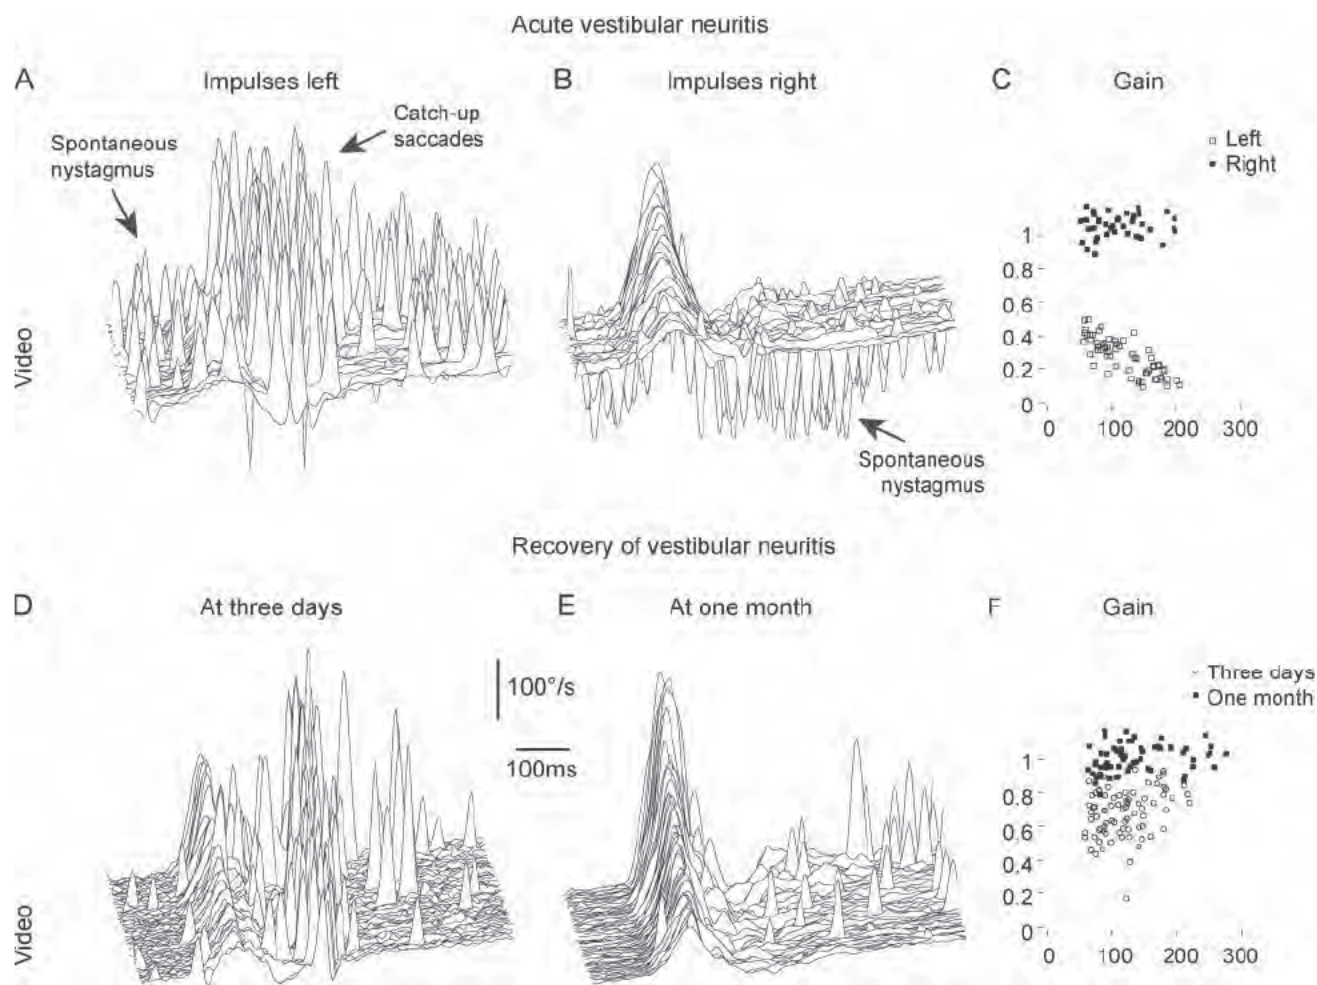 Acute vestibular neuritis
A
Impulses left
B
Impulses right
C
Gain
Spontaneous
nystagmus
Catch-up
saccades
Left
Right
1
0.8
0.6
0.4
0.2
0
0
100
200
300
Video
Spontaneous
nystagmus
Recovery of vestibular neuritis
D
At three days
E
At one month
F
Gain
100°/s
100ms
Three days
One month
1
0.8
0.6
0.4
0.2
0
0
100
200
300
Video